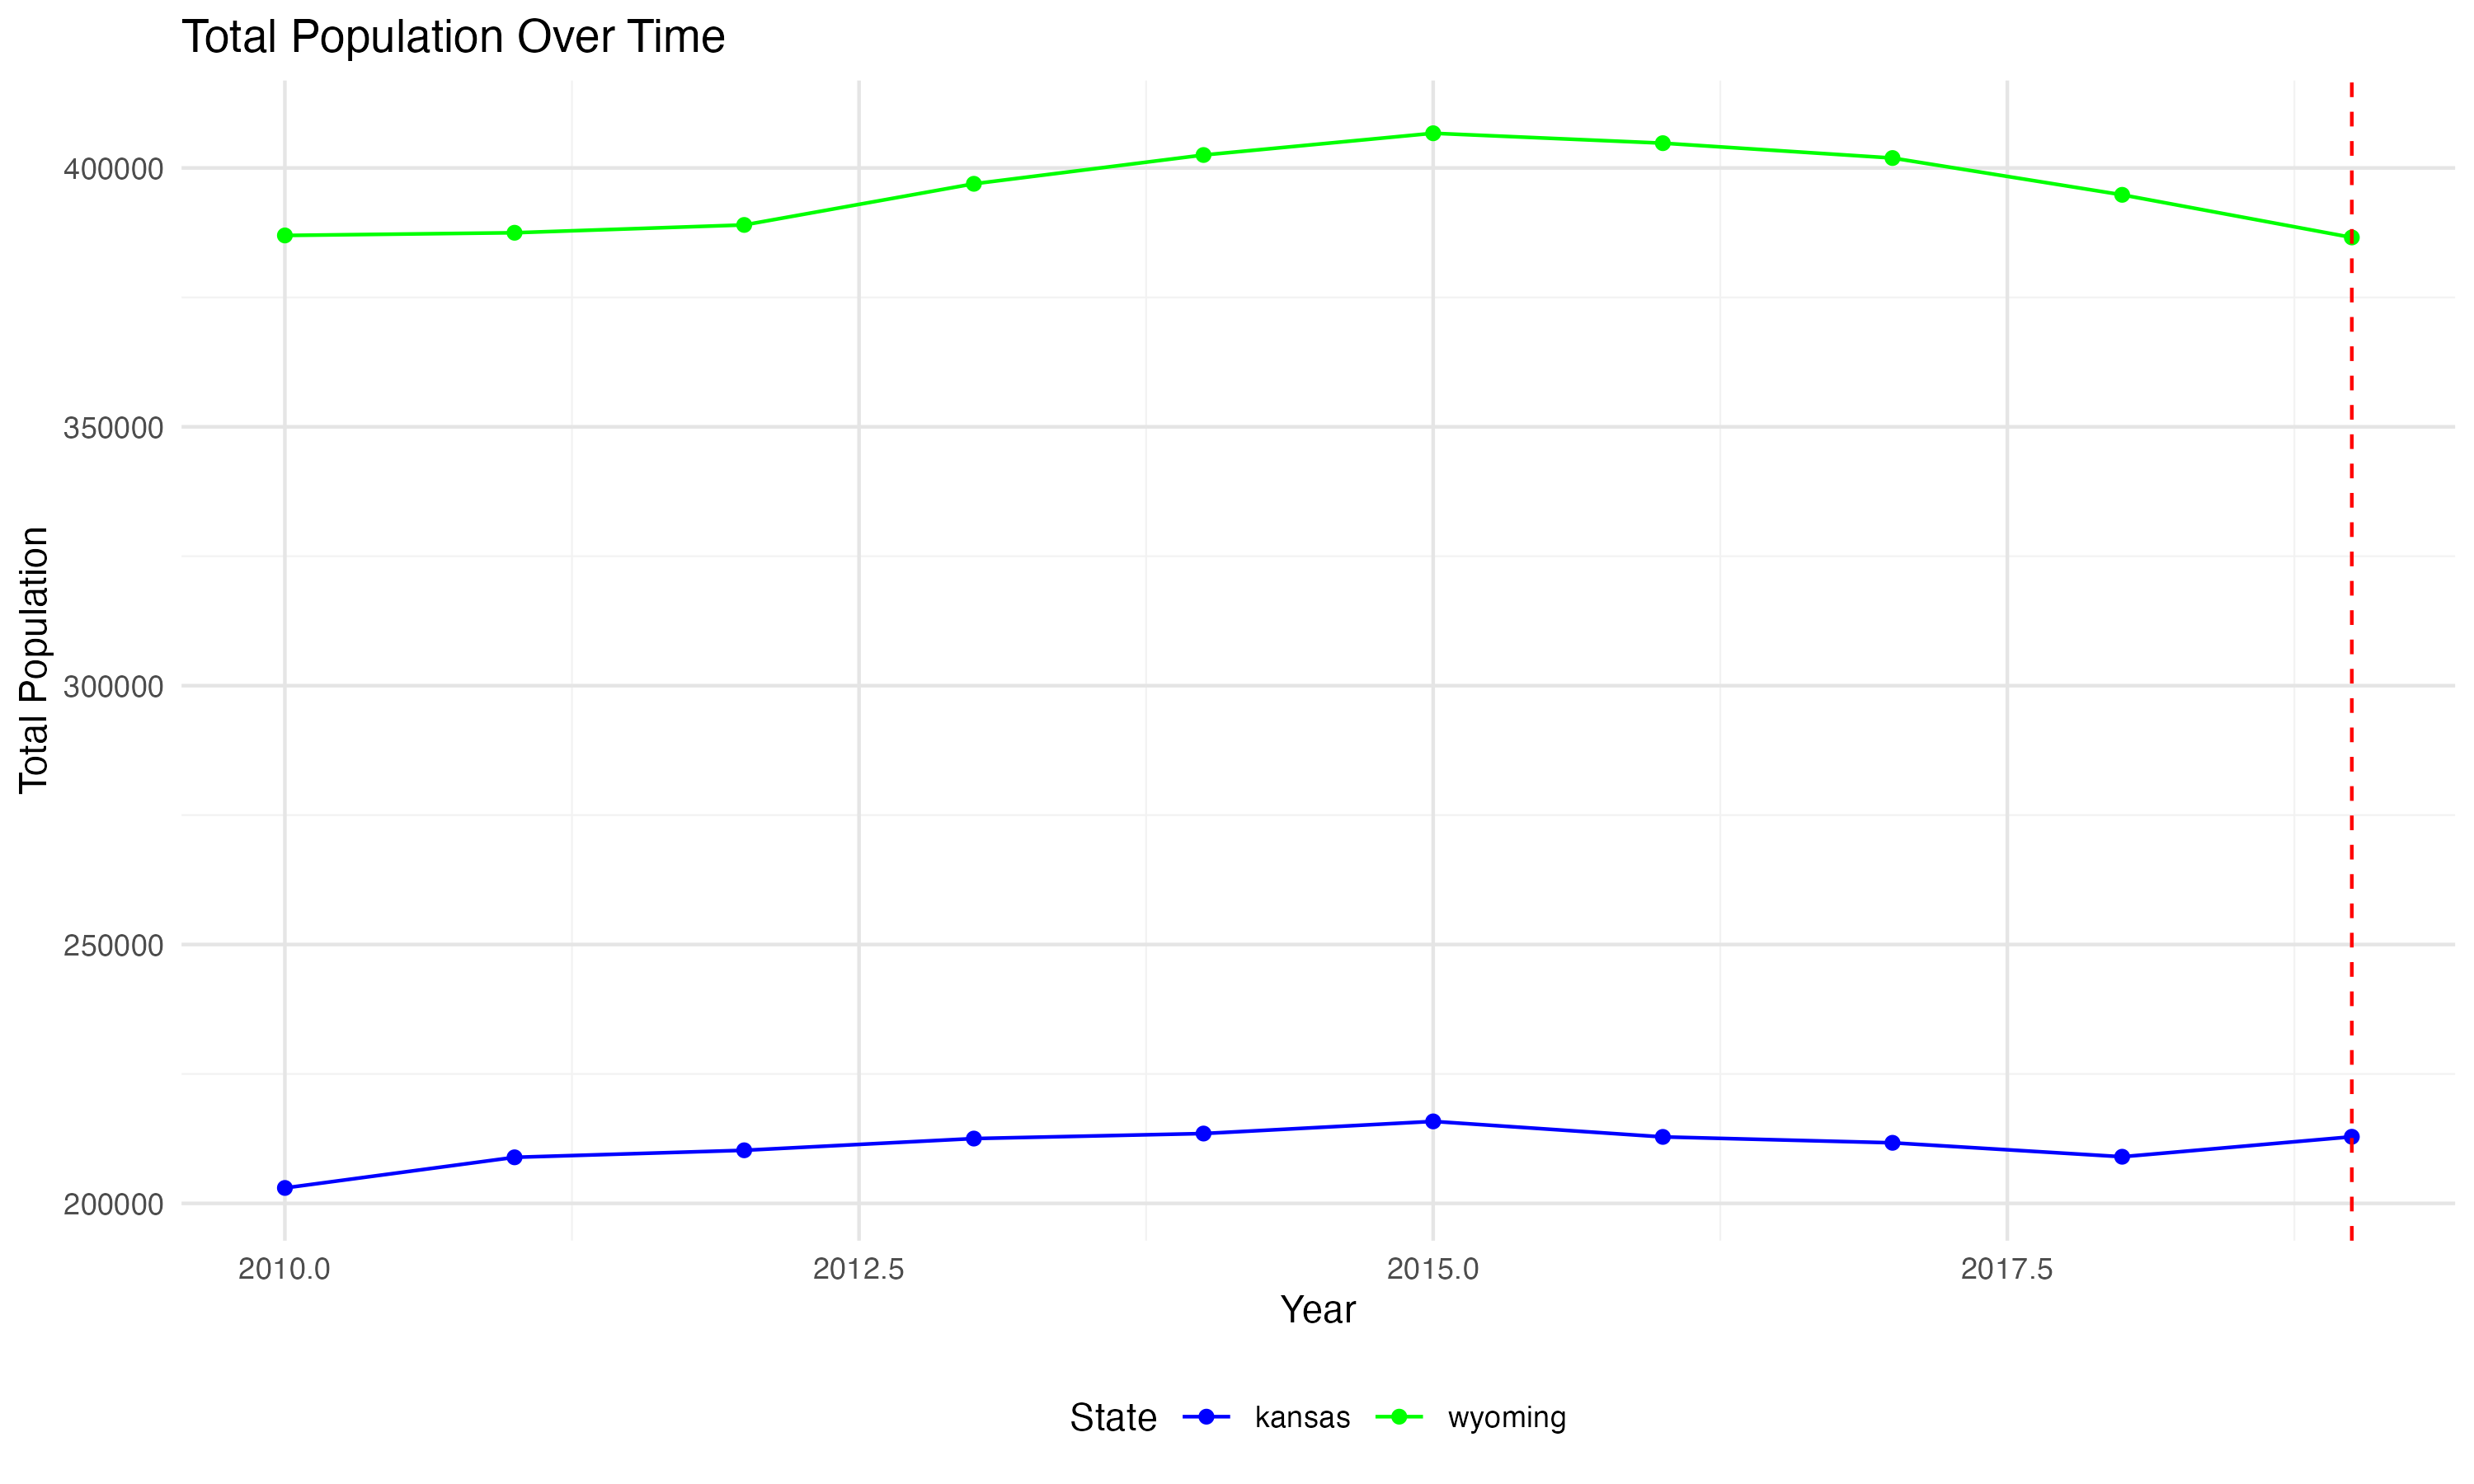 Total Population Over Time
Total Population
400000
350000
300000
250000
200000
2010.0 2012.5 2015.0 2017.5
Year
State kansas wyoming